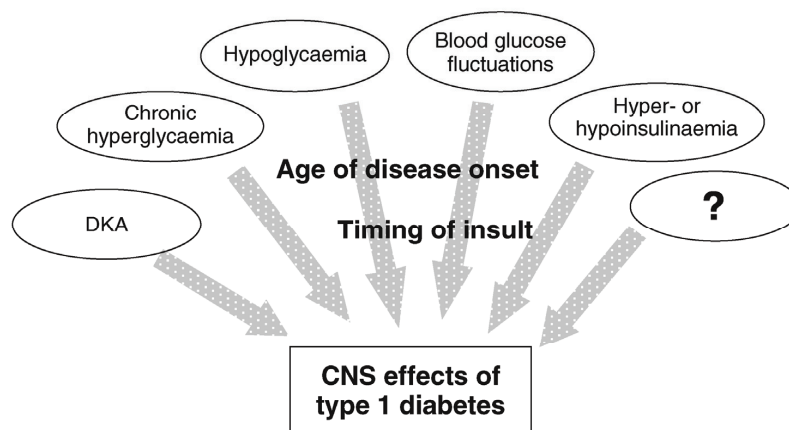 Hypoglycaemia
Blood glucose
fluctuations
Chronic
hyperglycaemia
Hyper- or
hypoinsulinaemia
DKA
?
Age of disease onset
Timing of insult
CNS effects of
type 1 diabetes